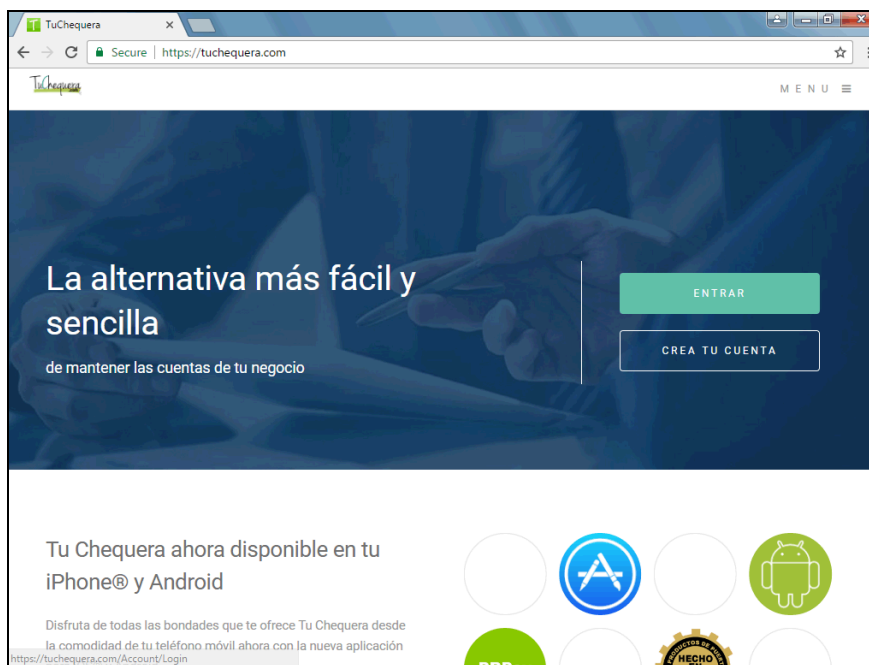 TuChequera
Secure | https://tuchequera.com
TuChequera
MENU
La alternativa más fácil y
sencilla
de mantener las cuentas de tu negocio
ENTRAR
CREA TU CUENTA
Tu Chequera ahora disponible en tu
iPhone® y Android
Disfruta de todas las bondades que te ofrece Tu Chequera desde
la comodidad de tu teléfono móvil ahora con la nueva aplicación
PRODUCTOS DE
HECHO
https://tuchequera.com/Account/Login